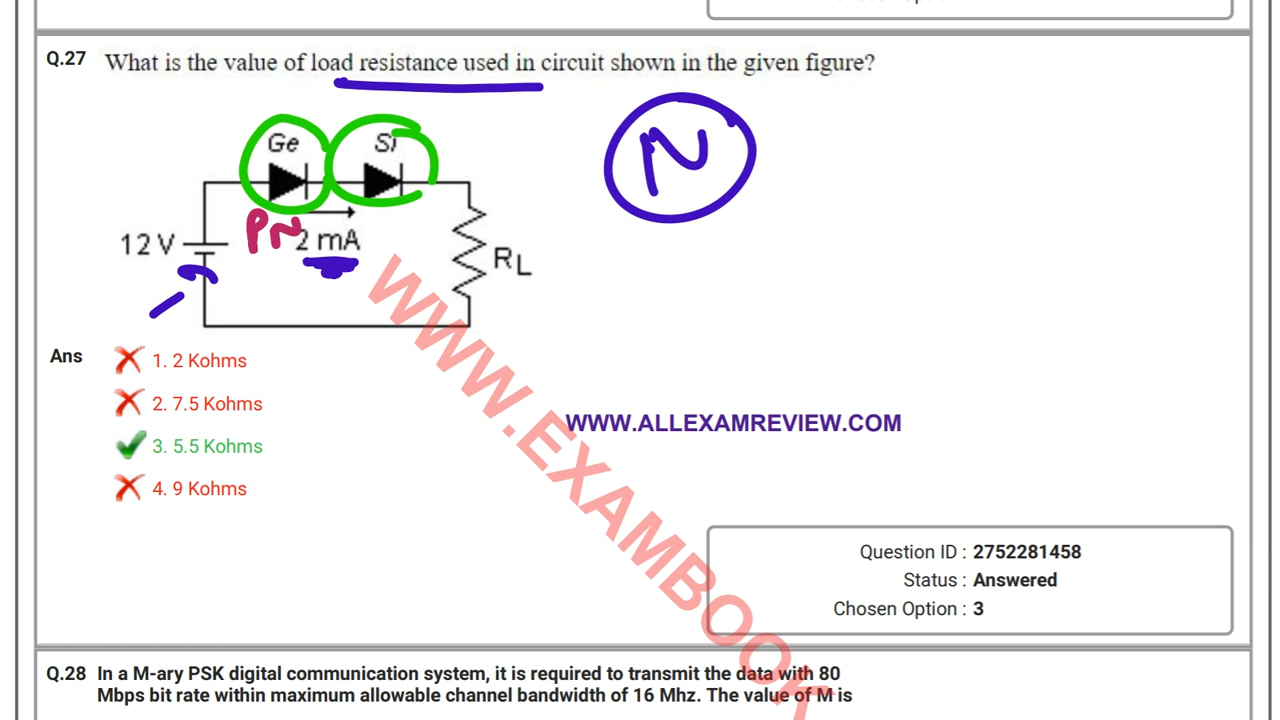 Q.27 What is the value of load resistance used in circuit shown in the given figure?
N
Ge Si
PN
12 V 2 mA
RL
Ans 1. 2 Kohms
2. 7.5 Kohms
3. 5.5 Kohms
4. 9 Kohms
WWW.ALLEXAMREVIEW.COM
WWW.EXAMBOOK
Question ID : 2752281458
Status : Answered
Chosen Option : 3
Q.28 In a M-ary PSK digital communication system, it is required to transmit the data with 80
Mbps bit rate within maximum allowable channel bandwidth of 16 Mhz. The value of M is